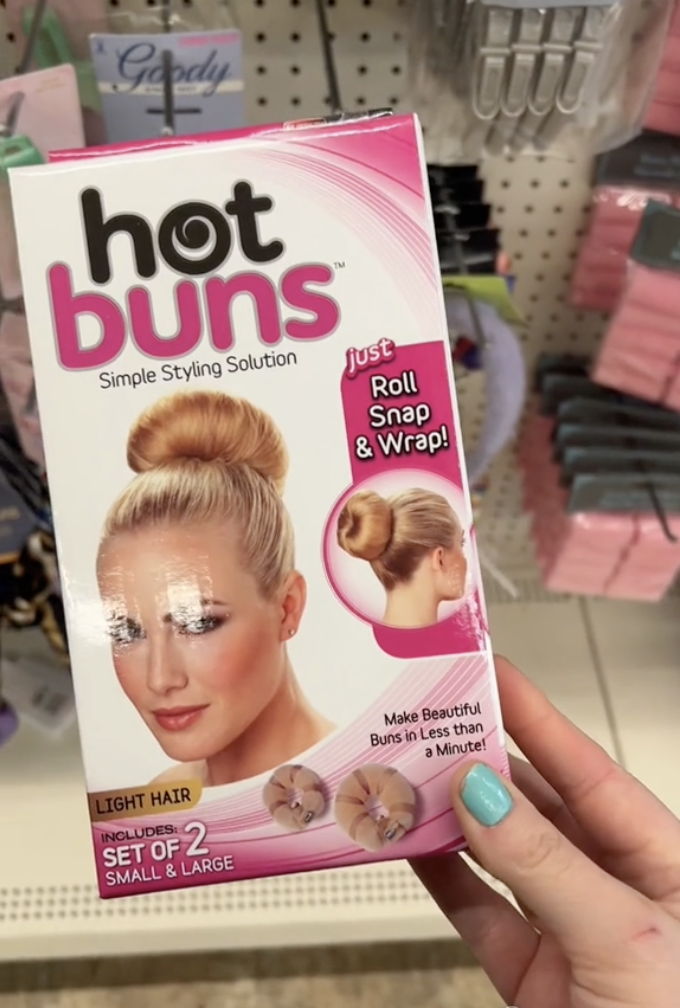 Goody
hot
buns™
Simple Styling Solution
just
Roll
Snap
& Wrap!
Make Beautiful
Buns in Less than
a Minute!
LIGHT HAIR
INCLUDES:
SET OF 2
SMALL & LARGE